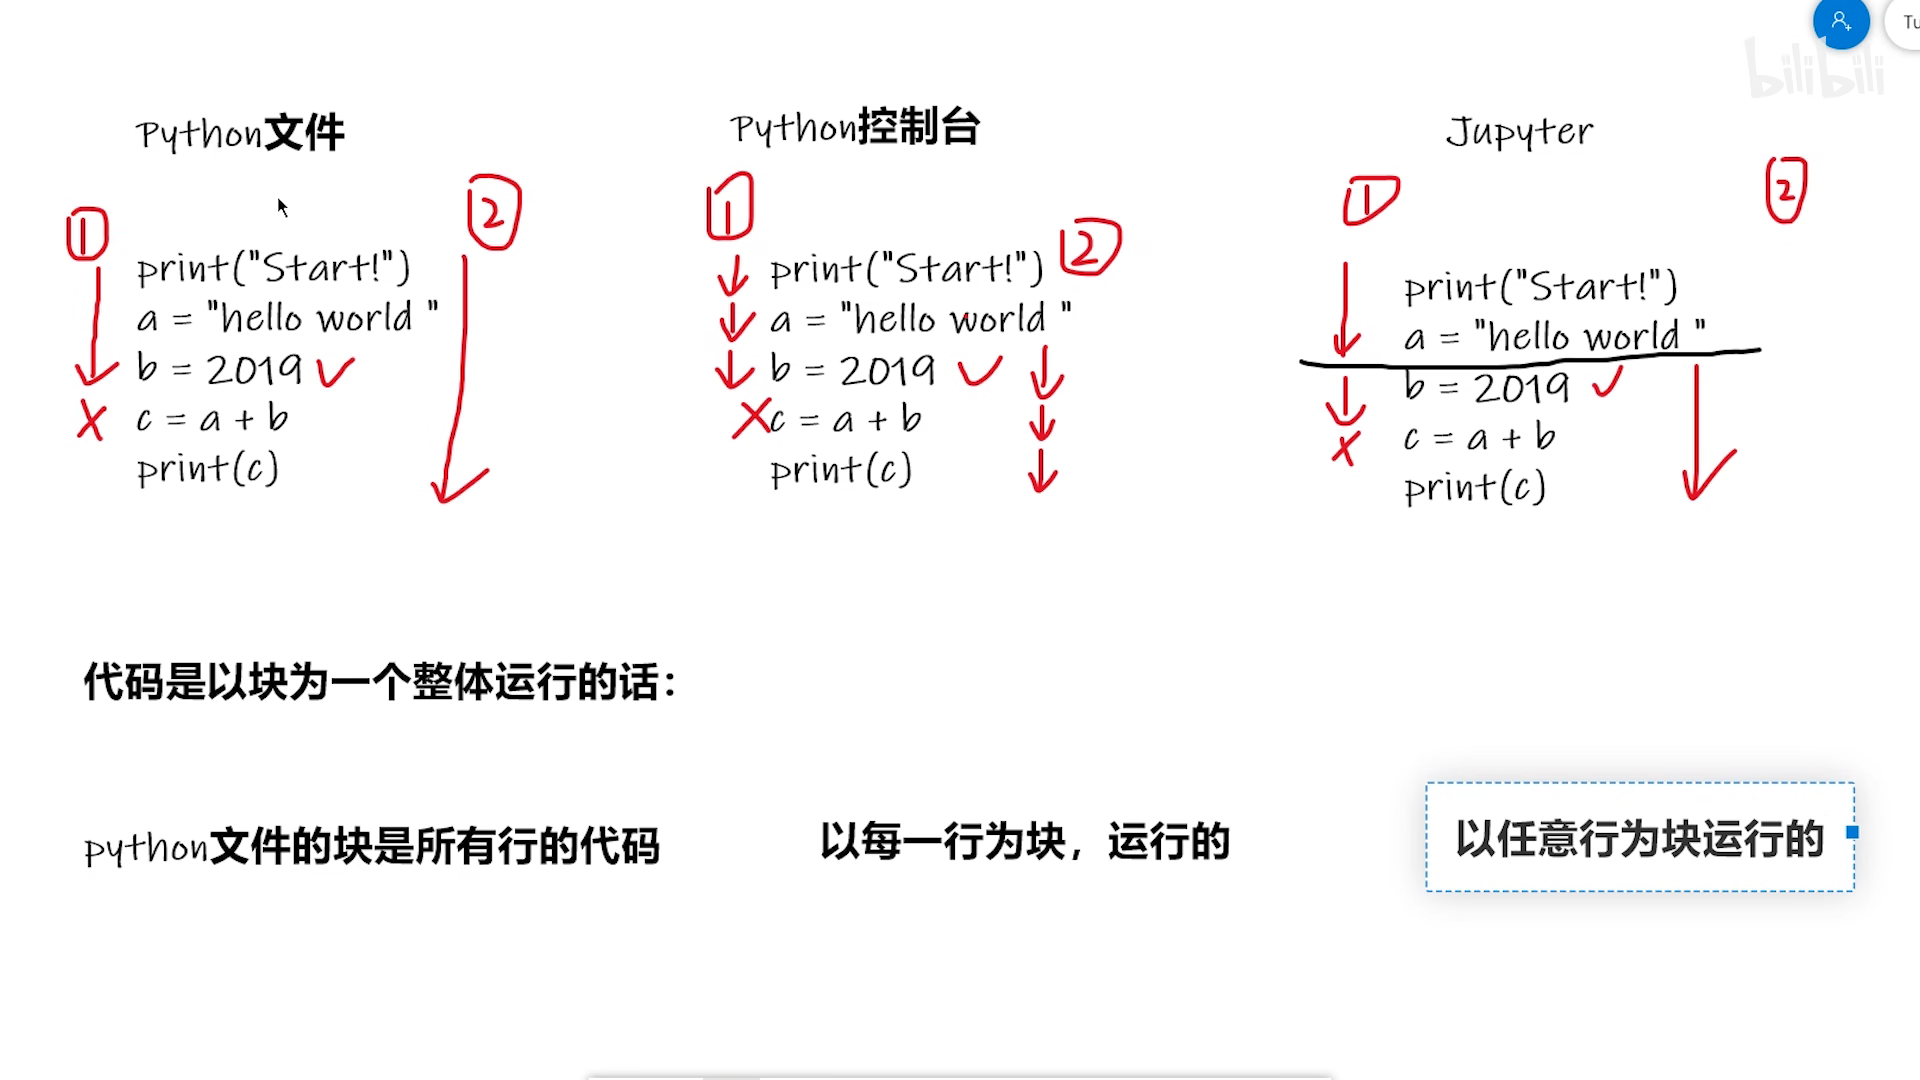 Tu
bilibili
Python文件
① ②
print("Start!")
a = "hello world "
b = 2019
c = a + b
print(c)
Python控制台
① ②
print("Start!")
a = "hello world "
b = 2019
c = a + b
print(c)
Jupyter
① ②
print("Start!")
a = "hello world "
b = 2019
c = a + b
print(c)
代码是以块为一个整体运行的话：
python文件的块是所有行的代码
以每一行为块，运行的
以任意行为块运行的